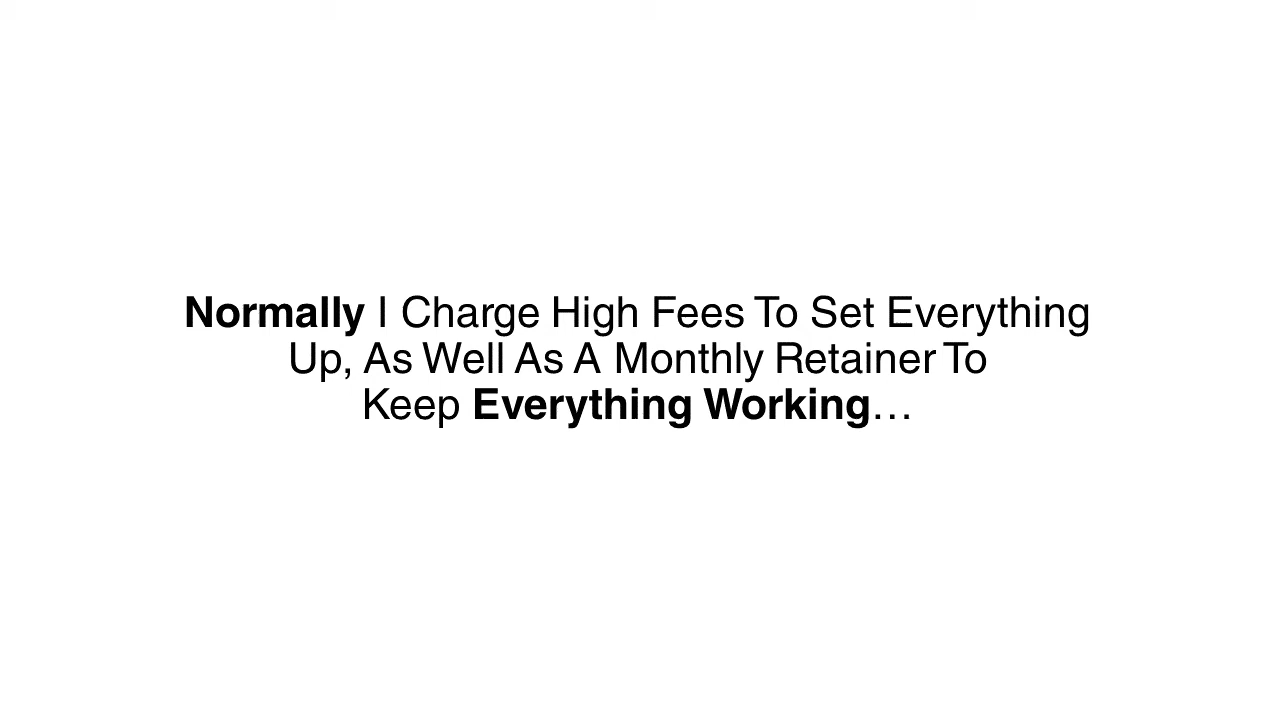 Normally I Charge High Fees To Set Everything
Up, As Well As A Monthly Retainer To
Keep Everything Working…